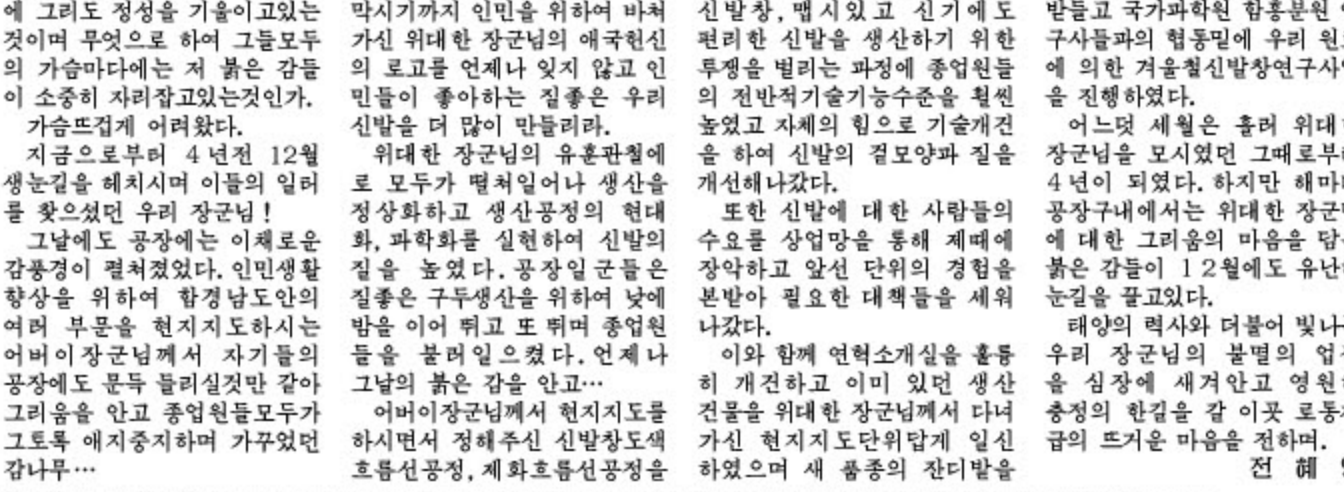 에 그리도 정성을 기울이고있는
것이며 무엇으로 하여 그들모두
의 가슴마다에는 저 붉은 감들
이 소중히 자리잡고있는것인가.
가슴뜨겁게 어려왔다.
지금으로부터 4년전 12월
생눈길을 헤치시며 이들의 일터
를 찾으셨던 우리 장군님!
그날에도 공장에는 이채로운
감풍경이 펼쳐졌었다. 인민생활
향상을 위하여 함경남도안의
여러 부문을 현지지도하시는
어버이장군님께서 자기들의
공장에도 문득 들리실것만 같아
그리움을 안고 종업원들모두가
그토록 애지중지하며 가꾸었던
감나무…
막시기까지 인민을 위하여 바쳐
가신 위대한 장군님의 애국헌신
의 로고를 언제나 잊지 않고 인
민들이 좋아하는 질좋은 우리
신발을 더 많이 만들리라.
위대한 장군님의 유훈관철에
로 모두가 떨쳐일어나 생산을
정상화하고 생산공정의 현대
화, 과학화를 실현하여 신발의
질을 높였다. 공장일군들은
질좋은 구두생산을 위하여 낮에
밤을 이어 뛰고 또 뛰며 종업원
들을 불러일으켰다. 언제나
그날의 붉은 감을 안고…
어버이장군님께서 현지지도를
하시면서 정해주신 신발창도색
흐름선공정, 제화흐름선공정을
신발창, 맵시있고 신기에도
편리한 신발을 생산하기 위한
투쟁을 벌리는 과정에 종업원들
의 전반적기술기능수준을 훨씬
높였고 자체의 힘으로 기술개건
을 하여 신발의 겉모양과 질을
개선해나갔다.
또한 신발에 대한 사람들의
수요를 상업망을 통해 제때에
장악하고 앞선 단위의 경험을
본받아 필요한 대책들을 세워
나갔다.
이와 함께 연혁소개실을 훌륭
히 개건하고 이미 있던 생산
건물을 위대한 장군님께서 다녀
가신 현지지도단위답게 일신
하였으며 새 품종의 잔디밭을
받들고 국가과학원 함흥분원
구사들과의 협동밑에 우리 원
에 의한 겨울철신발창연구사
을 진행하였다.
어느덧 세월은 흘러 위대
장군님을 모시였던 그때로부
4년이 되였다. 하지만 해마
공장구내에서는 위대한 장군
에 대한 그리움의 마음을 담
붉은 감들이 12월에도 유난
눈길을 끌고있다.
태양의 력사와 더불어 빛나
우리 장군님의 불멸의 업
을 심장에 새겨안고 영원
충정의 한길을 갈 이곳 로동
급의 뜨거운 마음을 전하며.
전 혜